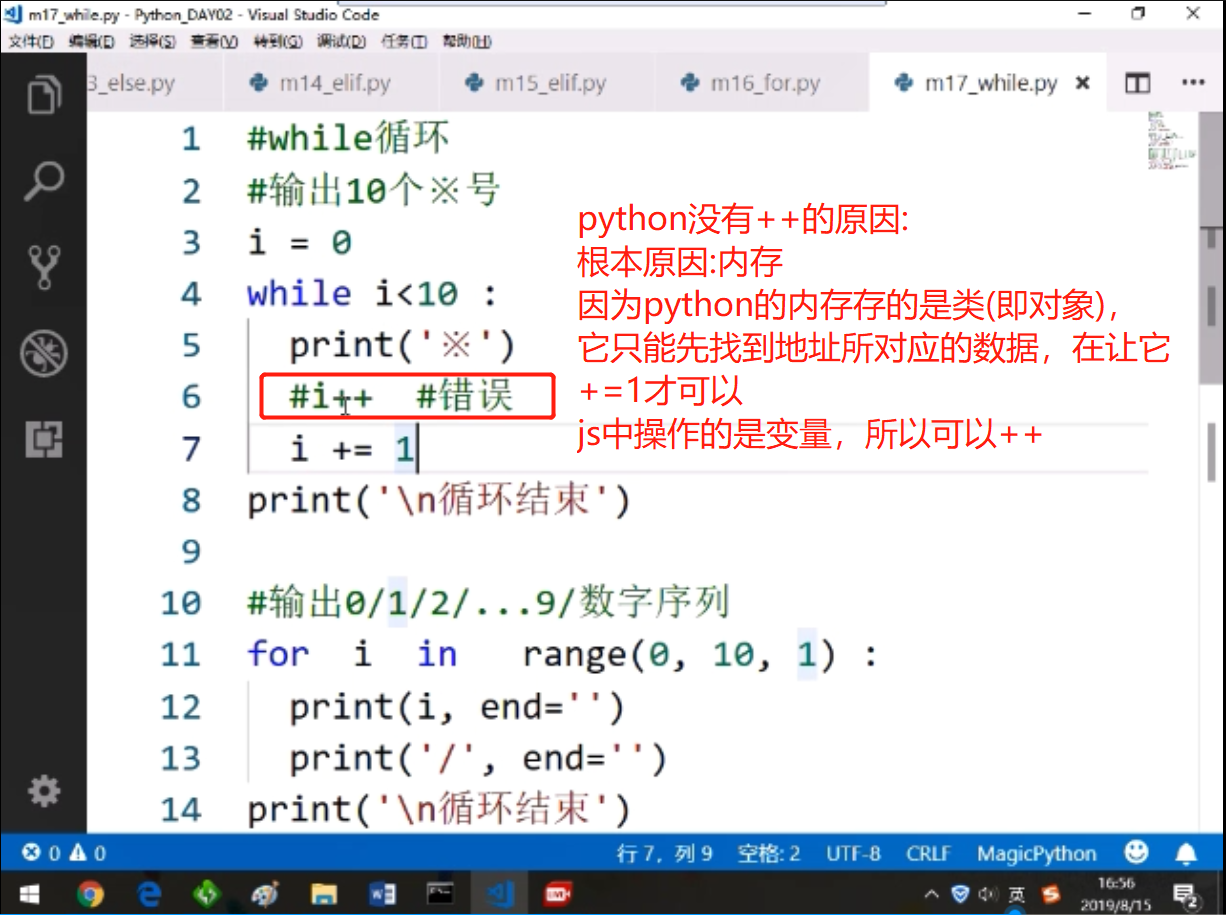 m17_while.py - Python_DAY02 - Visual Studio Code
文件(F) 编辑(E) 选择(S) 查看(V) 转到(G) 调试(D) 任务(T) 帮助(H)
3_else.py m14_elif.py m15_elif.py m16_for.py m17_while.py
1 #while循环
2 #输出10个※号
3 i = 0
4 while i<10 :
5 print('※')
6 #i++ #错误
7 i += 1
8 print('\n循环结束')
9
10 #输出0/1/2/...9/数字序列
11 for i in range(0, 10, 1) :
12 print(i, end='')
13 print('/', end='')
14 print('\n循环结束')
python没有++的原因:
根本原因:内存
因为python的内存存的是类(即对象),
它只能先找到地址所对应的数据，在让它
+=1才可以
js中操作的是变量，所以可以++
0 0 行 7，列 9 空格: 2 UTF-8 CRLF MagicPython
英 16:56
2019/8/15 2